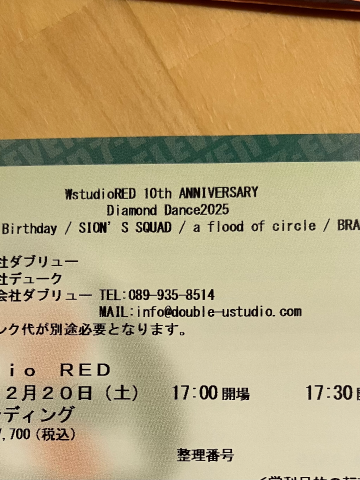 WstudioRED 10th ANNIVERSARY
Diamond Dance2025
Birthday / SION'S SQUAD / a flood of circle / BRA
社ダブリュー
社デューク
会社ダブリュー TEL:089-935-8514
MAIL:info@double-ustudio.com
ンク代が別途必要となります。
io RED
2月20日(土) 17:00 開場 17:30
ーディング
7,700(税込)
整理番号